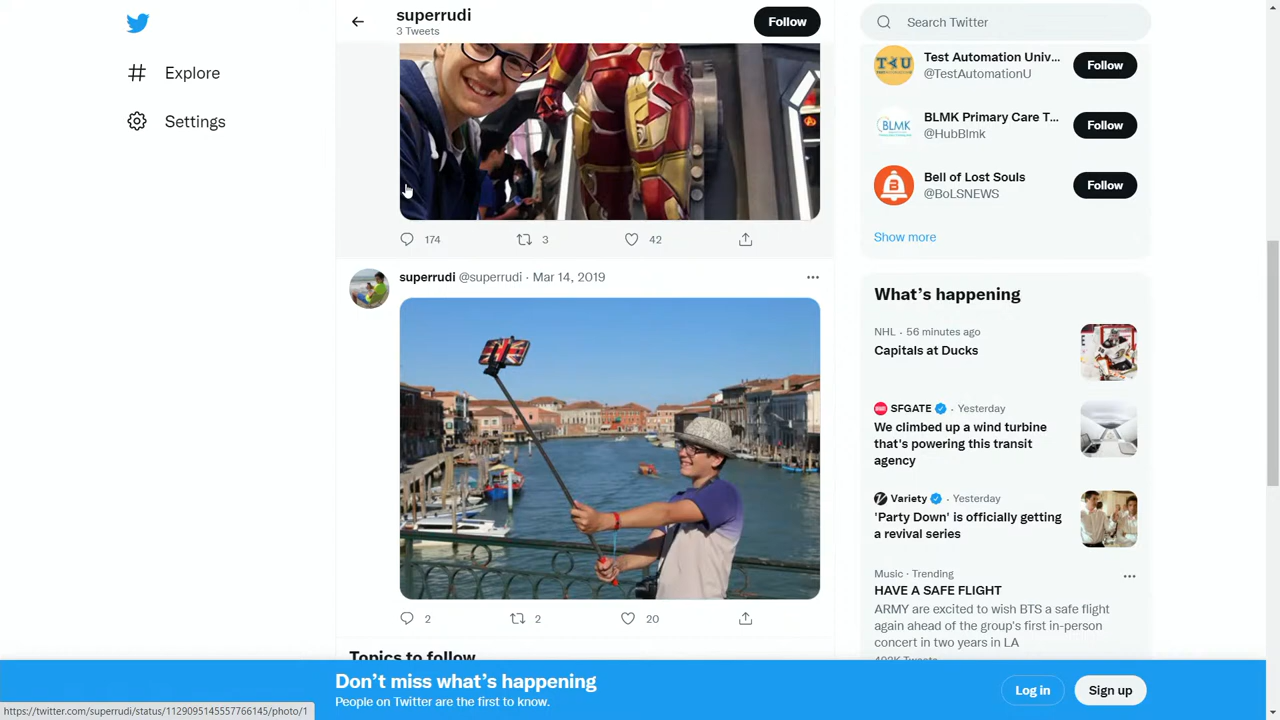 superrudi
3 Tweets
Follow
Search Twitter
Explore
Settings
Test Automation Univ...
@TestAutomationU
Follow
BLMK Primary Care T...
@HubBlmk
Follow
Bell of Lost Souls
@BoLSNEWS
Follow
Show more
174
3
42
superrudi @superrudi · Mar 14, 2019
2
2
20
Topics to follow
What's happening
NHL · 56 minutes ago
Capitals at Ducks
SFGATE · Yesterday
We climbed up a wind turbine
that's powering this transit
agency
Variety · Yesterday
'Party Down' is officially getting
a revival series
Music · Trending
HAVE A SAFE FLIGHT
ARMY are excited to wish BTS a safe flight
again ahead of the group's first in-person
concert in two years in LA
Don't miss what's happening
People on Twitter are the first to know.
Log in
Sign up
https://twitter.com/superrudi/status/1129095145557766145/photo/1